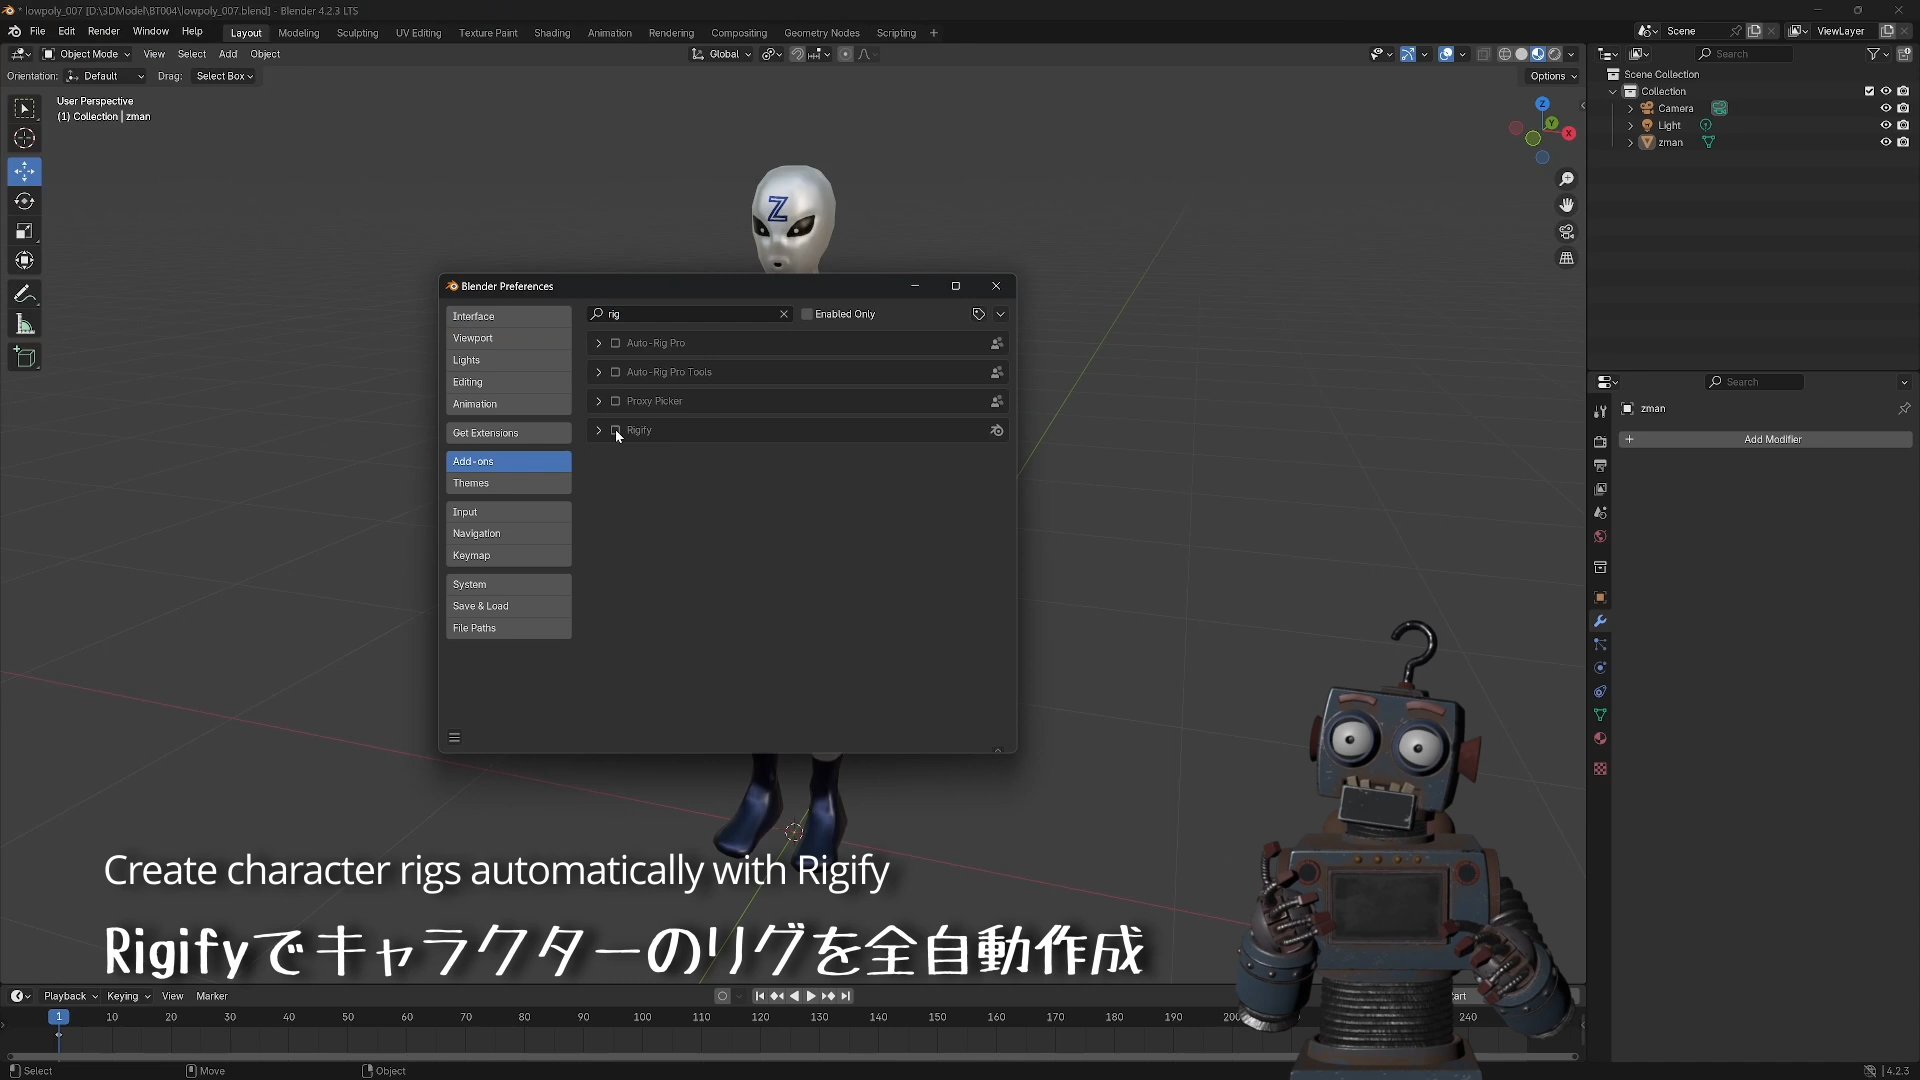 * lowpoly_007 [D:\3DModel\BT004\lowpoly_007.blend] - Blender 4.2.3 LTS
File Edit Render Window Help Layout Modeling Sculpting UV Editing Texture Paint Shading Animation Rendering Compositing Geometry Nodes Scripting + Scene ViewLayer
Object Mode View Select Add Object Global Search
Orientation: Default Drag: Select Box Options
User Perspective
(1) Collection | zman
Scene Collection
Collection
Camera
Light
zman
Z
Y
X
Z
Blender Preferences
Interface
Viewport
Lights
Editing
Animation
Get Extensions
Add-ons
Themes
Input
Navigation
Keymap
System
Save & Load
File Paths
rig Enabled Only
Auto-Rig Pro
Auto-Rig Pro Tools
Proxy Picker
Rigify
Search
zman
+ Add Modifier
Create character rigs automatically with Rigify
Rigifyでキャラクターのリグを全自動作成
Playback Keying View Marker
1 10 20 30 40 50 60 70 80 90 100 110 120 130 140 150 160 170 180 190 240
Select Move Object 4.2.3